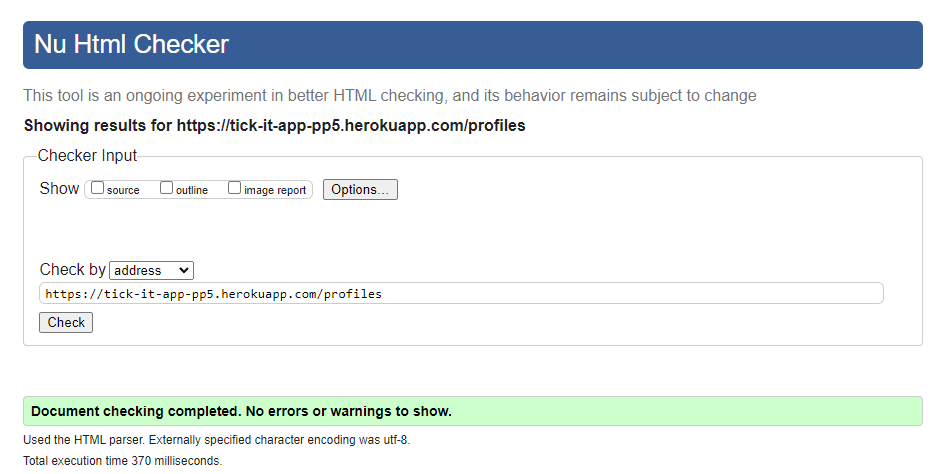 Nu Html Checker
This tool is an ongoing experiment in better HTML checking, and its behavior remains subject to change
Showing results for https://tick-it-app-pp5.herokuapp.com/profiles
Checker Input
Show source outline image report Options...
Check by address
https://tick-it-app-pp5.herokuapp.com/profiles
Check
Document checking completed. No errors or warnings to show.
Used the HTML parser. Externally specified character encoding was utf-8.
Total execution time 370 milliseconds.